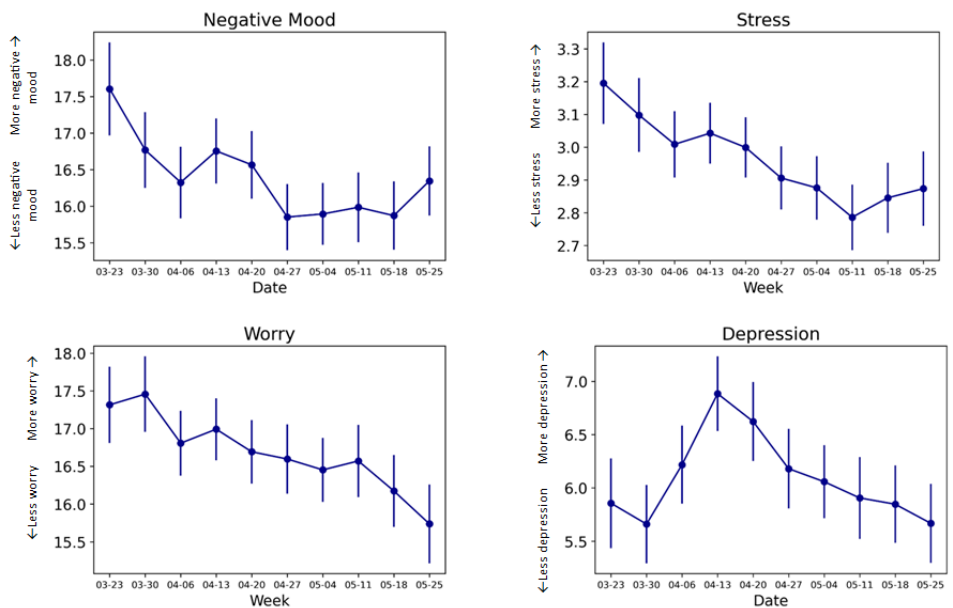 Negative Mood
More negative →
mood
←Less negative
mood
18.0
17.5
17.0
16.5
16.0
15.5
03-23 03-30 04-06 04-13 04-20 04-27 05-04 05-11 05-18 05-25
Date
Stress
More stress →
←Less stress
3.3
3.2
3.1
3.0
2.9
2.8
2.7
03-23 03-30 04-06 04-13 04-20 04-27 05-04 05-11 05-18 05-25
Week
Worry
More worry →
←Less worry
18.0
17.5
17.0
16.5
16.0
15.5
03-23 03-30 04-06 04-13 04-20 04-27 05-04 05-11 05-18 05-25
Week
Depression
More depression→
←Less depression
7.0
6.5
6.0
5.5
03-23 03-30 04-06 04-13 04-20 04-27 05-04 05-11 05-18 05-25
Date